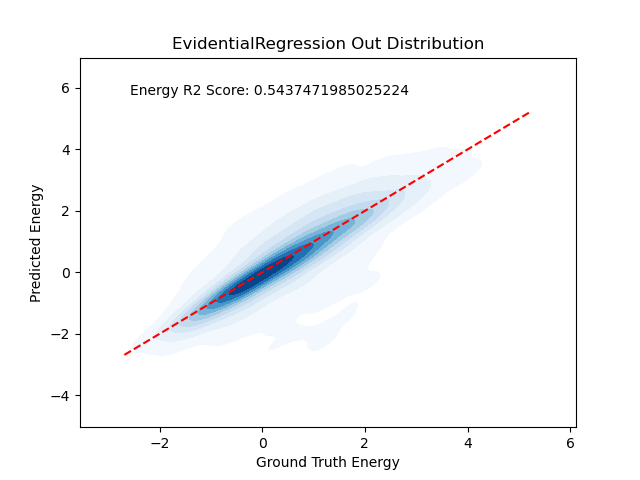 EvidentialRegression Out Distribution
Energy R2 Score: 0.5437471985025224
6
4
2
0
−2
−4
Predicted Energy
−2 0 2 4 6
Ground Truth Energy